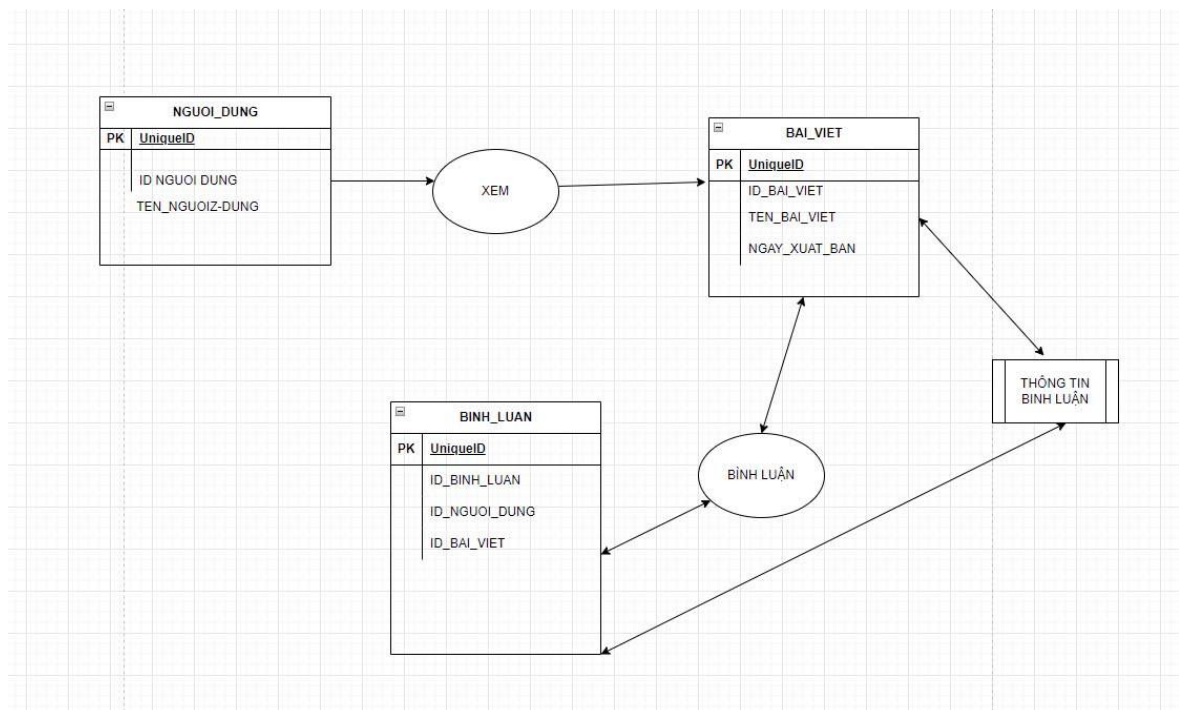 NGUOI_DUNG
PK UniqueID
ID NGUOI DUNG
TEN_NGUOIZ-DUNG
XEM
BAI_VIET
PK UniqueID
ID_BAI_VIET
TEN_BAI_VIET
NGAY_XUAT_BAN
THÔNG TIN
BINH LUẬN
BINH_LUAN
PK UniqueID
ID_BINH_LUAN
ID_NGUOI_DUNG
ID_BAI_VIET
BÌNH LUẬN